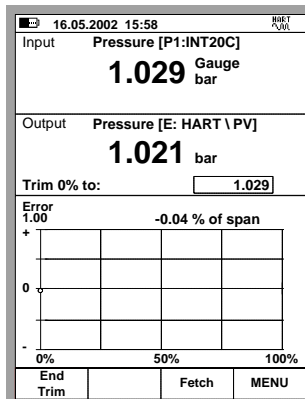 16.05.2002 15:58 HART
Input Pressure [P1:INT20C]
1.029 Gauge bar
Output Pressure [E: HART \ PV]
1.021 bar
Trim 0% to: 1.029
Error
1.00 -0.04 % of span
+
0
-
0% 50% 100%
End Trim Fetch MENU